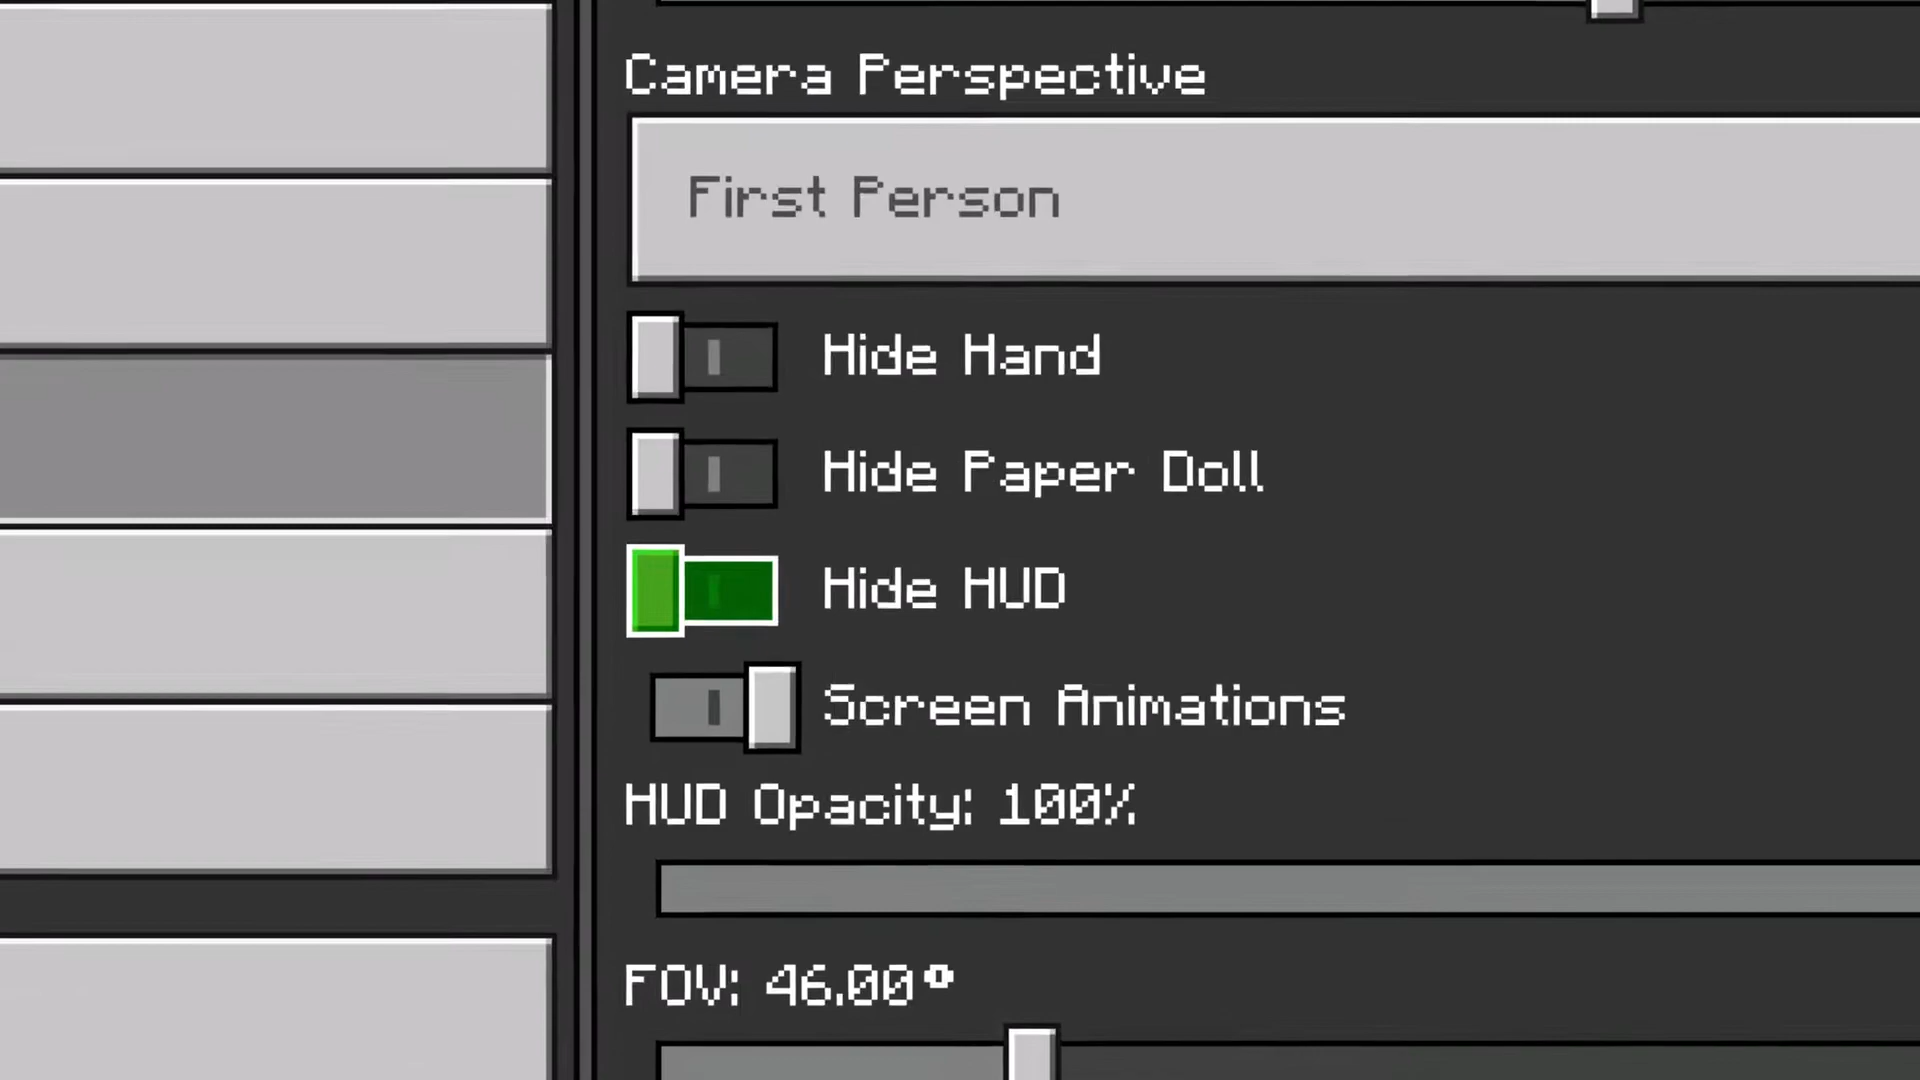 Camera Perspective
First Person
Hide Hand
Hide Paper Doll
Hide HUD
Screen Animations
HUD Opacity: 100%
FOV: 46.00°